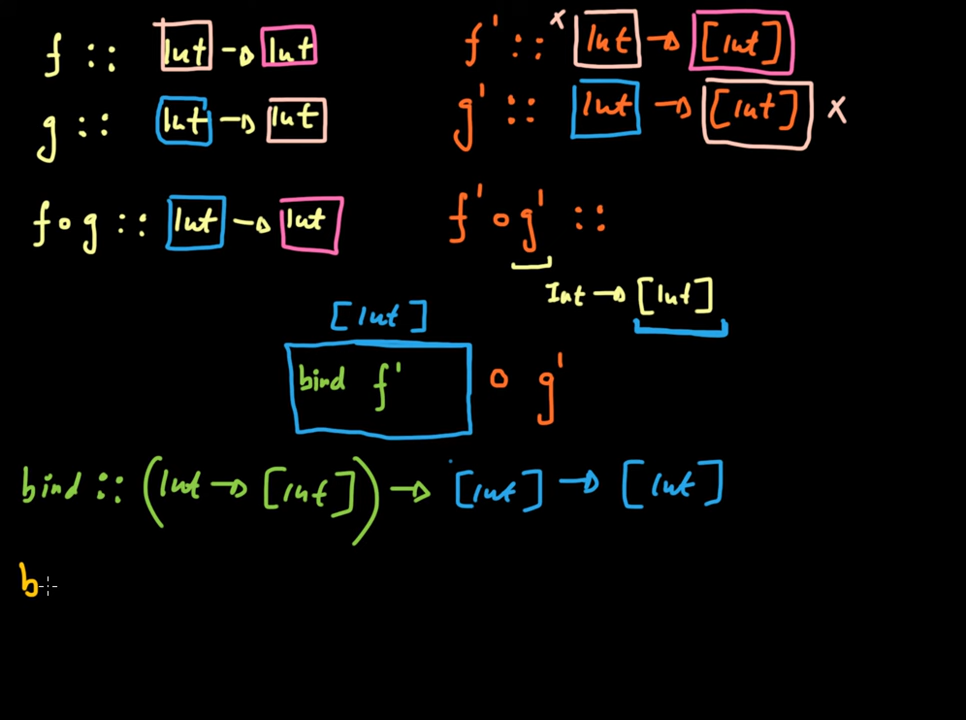 f :: Int → Int
g :: Int → Int
f o g :: Int → Int
f' :: x Int → [Int]
g' :: Int → [Int] x
f' o g' ::
Int → [Int]
[Int]
bind f' o g'
bind :: (Int → [Int]) → [Int] → [Int]
b